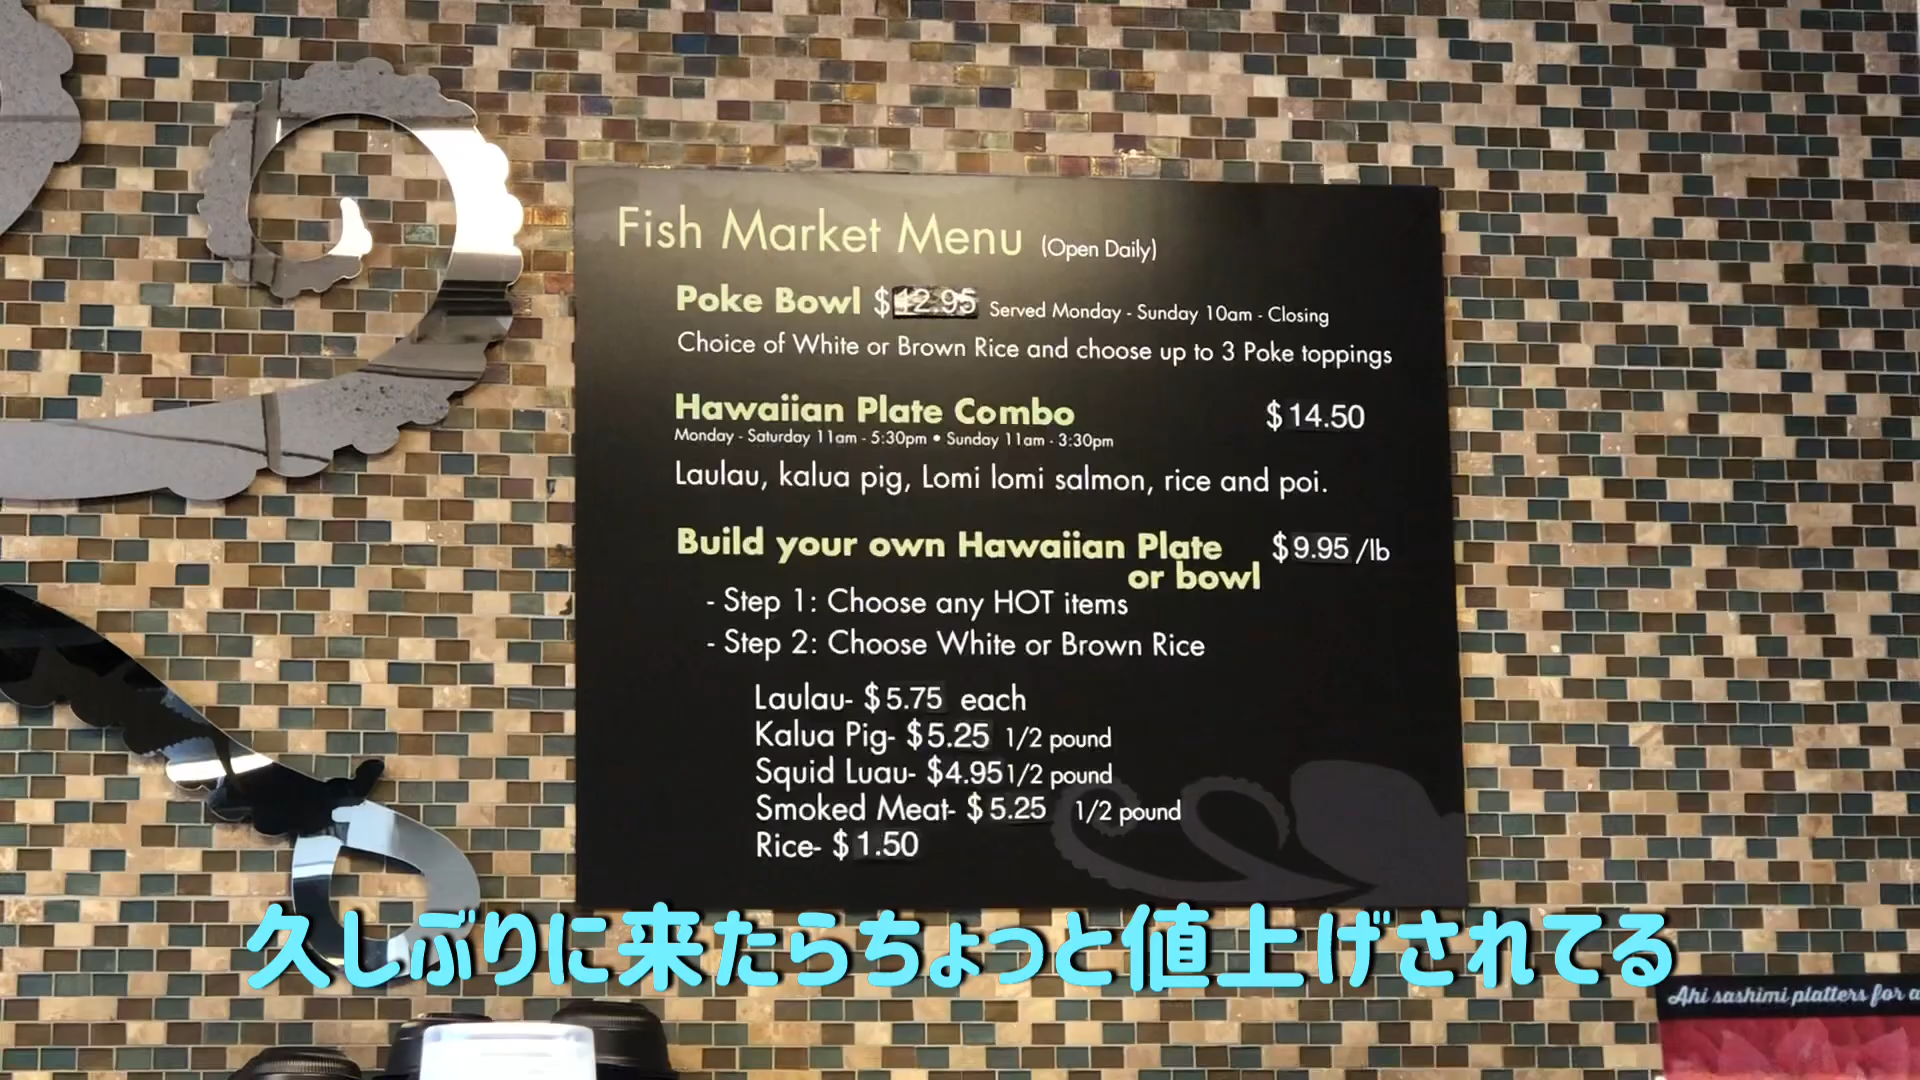 Fish Market Menu (Open Daily)
Poke Bowl $12.95 Served Monday - Sunday 10am - Closing
Choice of White or Brown Rice and choose up to 3 Poke toppings
Hawaiian Plate Combo $14.50
Monday - Saturday 11am - 5:30pm • Sunday 11am - 3:30pm
Laulau, kalua pig, Lomi lomi salmon, rice and poi.
Build your own Hawaiian Plate $9.95 /lb
or bowl
- Step 1: Choose any HOT items
- Step 2: Choose White or Brown Rice
Laulau- $5.75 each
Kalua Pig- $5.25 1/2 pound
Squid Luau- $4.95 1/2 pound
Smoked Meat- $5.25 1/2 pound
Rice- $1.50
久しぶりに来たらちょっと値上げされてる
Ahi sashimi platters for